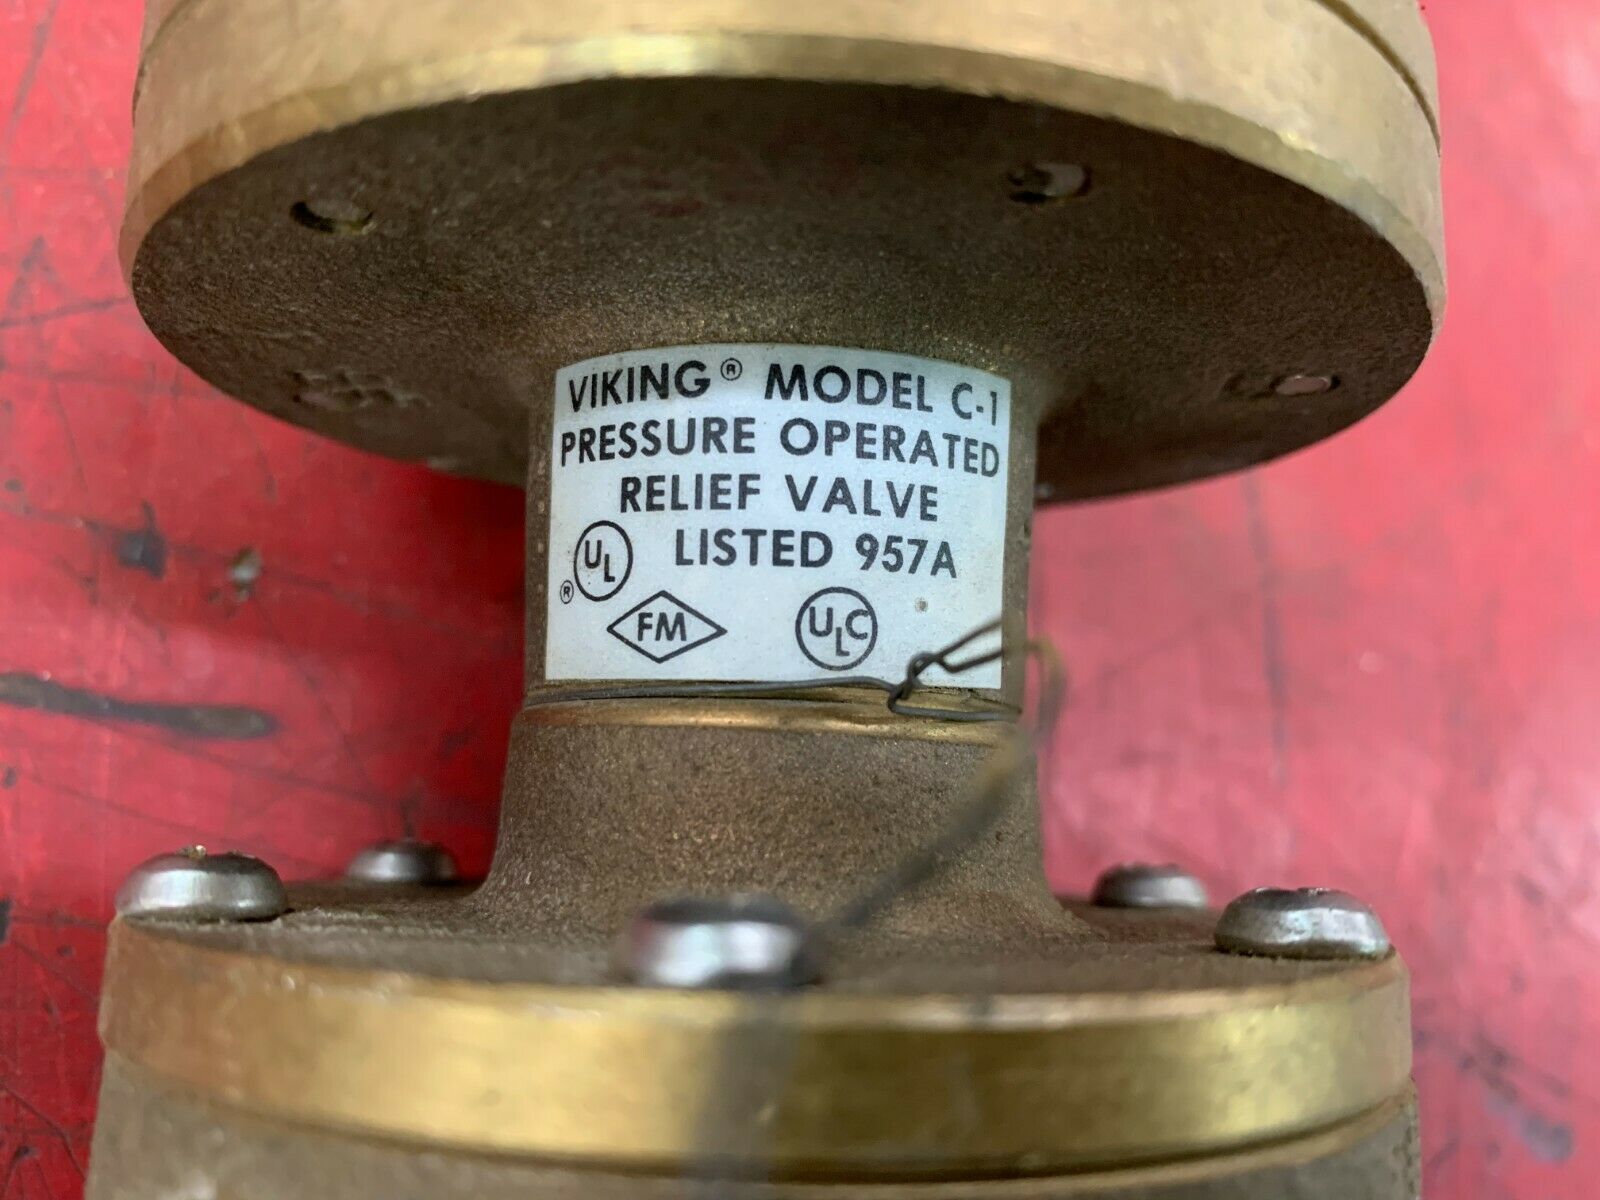 VIKING® MODEL C-1
PRESSURE OPERATED
RELIEF VALVE
UL® LISTED 957A
FM ULC